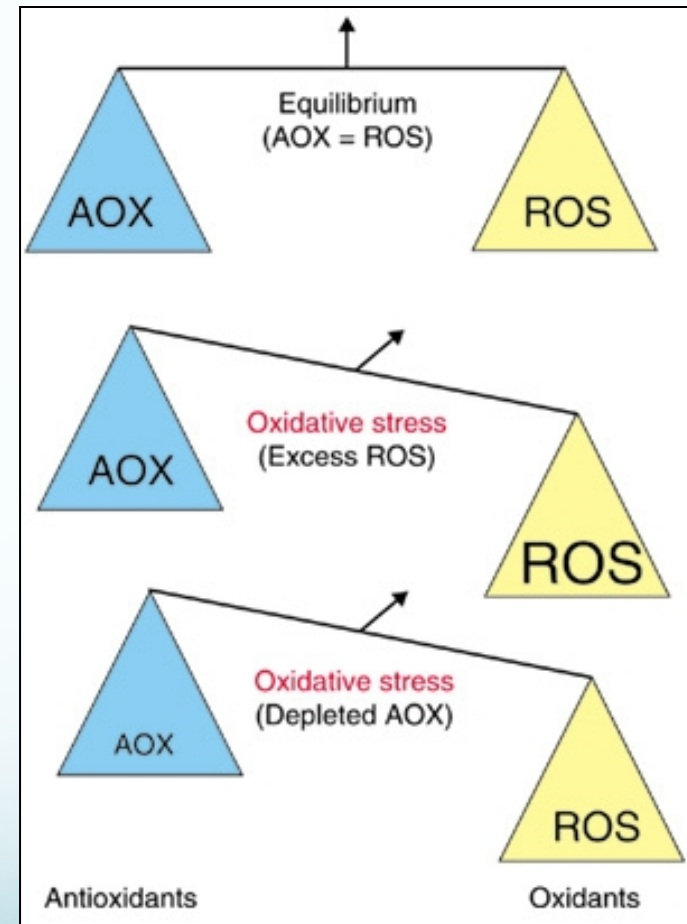 Equilibrium
(AOX = ROS)
AOX
ROS
Oxidative stress
(Excess ROS)
AOX
ROS
Oxidative stress
(Depleted AOX)
AOX
ROS
Antioxidants
Oxidants